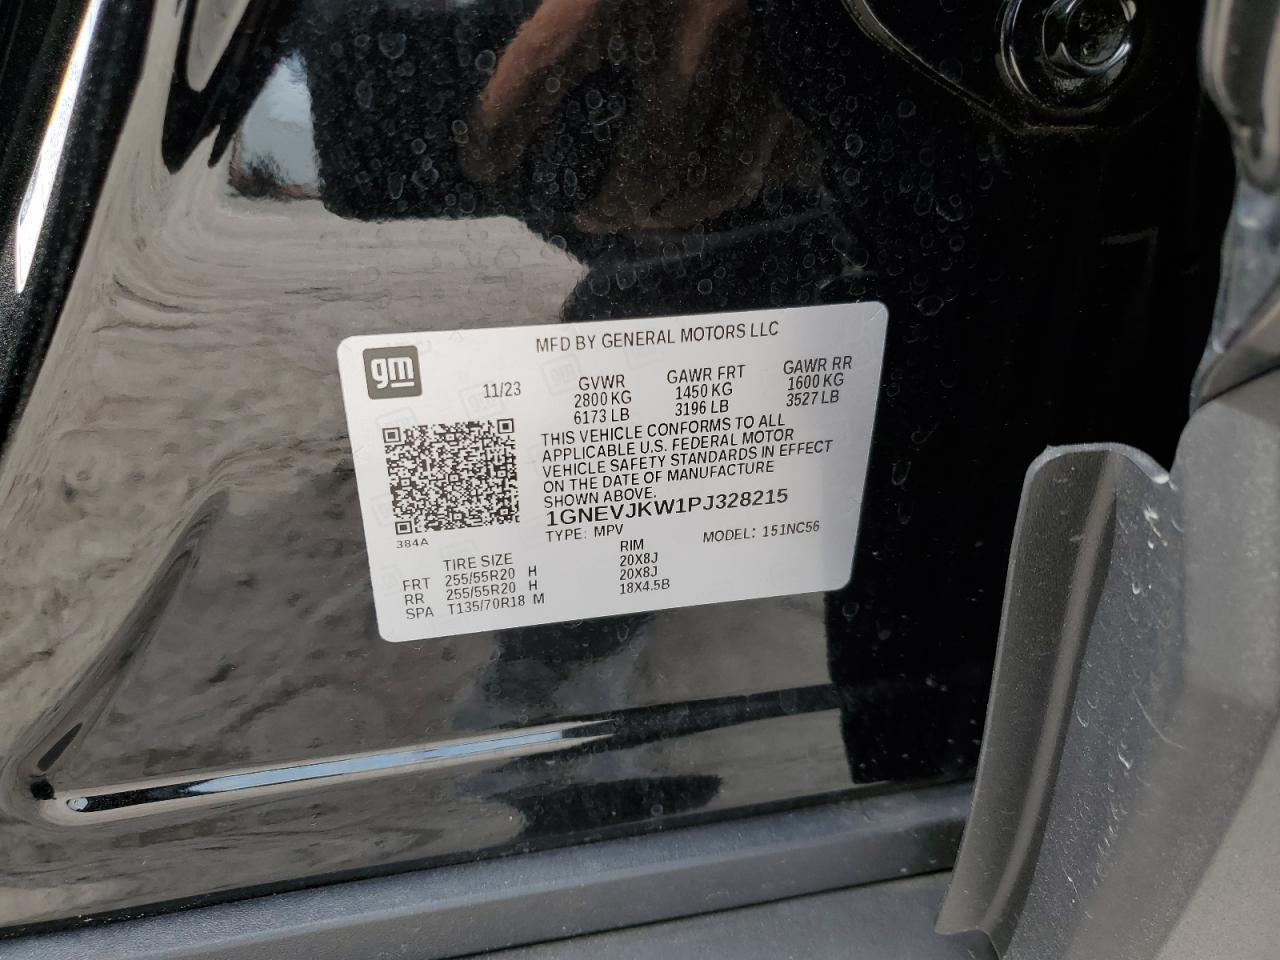 gm
MFD BY GENERAL MOTORS LLC
11/23
GVWR
2800 KG
6173 LB
GAWR FRT
1450 KG
3196 LB
GAWR RR
1600 KG
3527 LB
THIS VEHICLE CONFORMS TO ALL
APPLICABLE U.S. FEDERAL MOTOR
VEHICLE SAFETY STANDARDS IN EFFECT
ON THE DATE OF MANUFACTURE
SHOWN ABOVE.
1GNEVJKW1PJ328215
TYPE: MPV
MODEL: 151NC56
384A
TIRE SIZE RIM
FRT 255/55R20 H 20X8J
RR 255/55R20 H 20X8J
SPA T135/70R18 M 18X4.5B